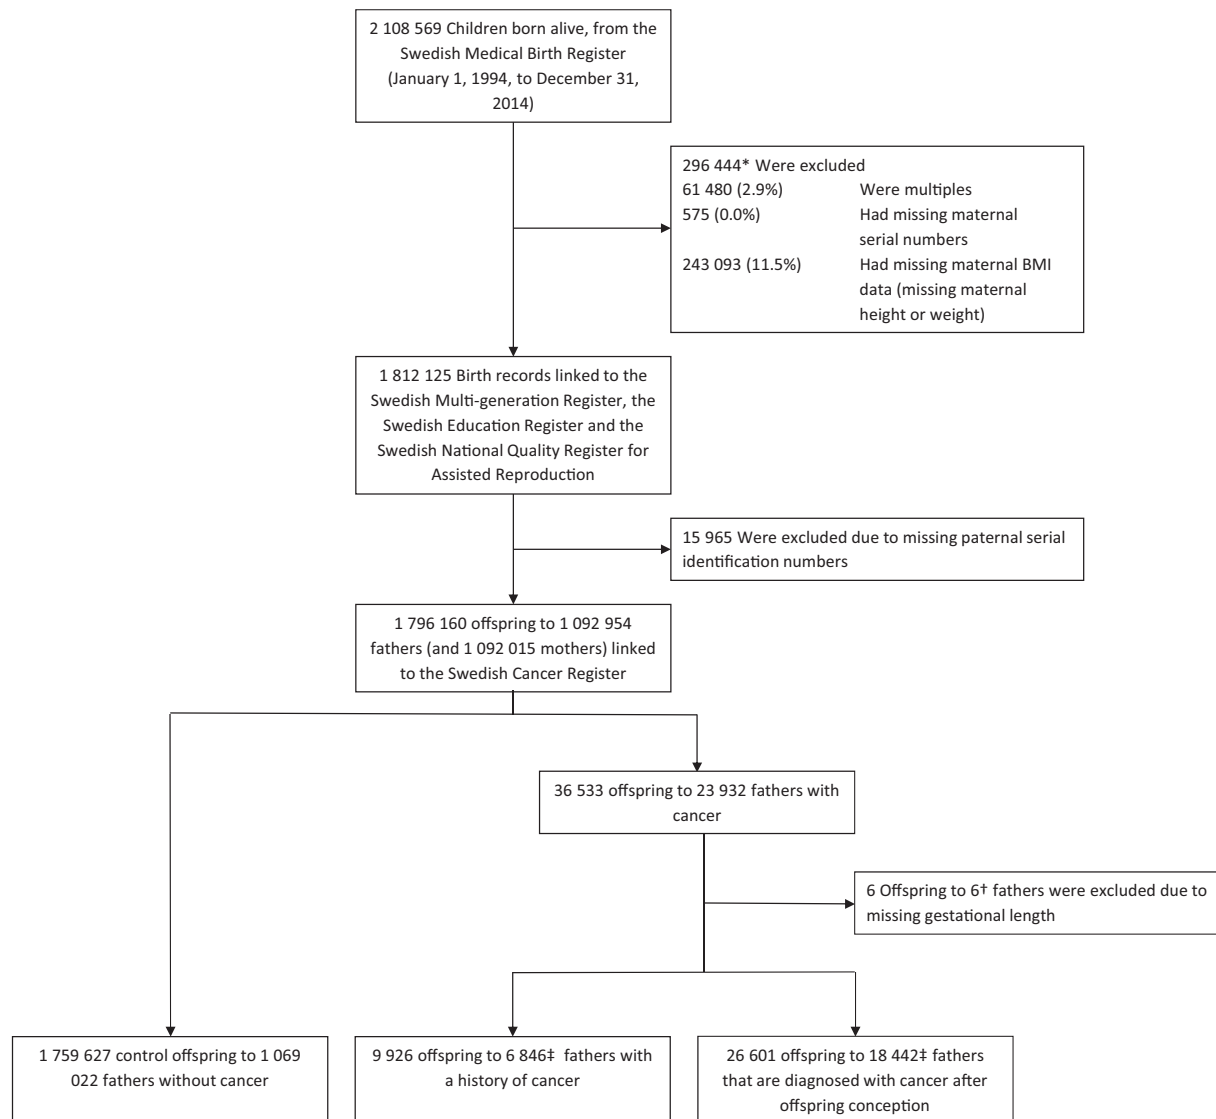 2 108 569 Children born alive, from the
Swedish Medical Birth Register
(January 1, 1994, to December 31,
2014)
296 444* Were excluded
61 480 (2.9%) Were multiples
575 (0.0%) Had missing maternal
serial numbers
243 093 (11.5%) Had missing maternal BMI
data (missing maternal
height or weight)
1 812 125 Birth records linked to the
Swedish Multi-generation Register, the
Swedish Education Register and the
Swedish National Quality Register for
Assisted Reproduction
15 965 Were excluded due to missing paternal serial
identification numbers
1 796 160 offspring to 1 092 954
fathers (and 1 092 015 mothers) linked
to the Swedish Cancer Register
36 533 offspring to 23 932 fathers with
cancer
6 Offspring to 6† fathers were excluded due to
missing gestational length
1 759 627 control offspring to 1 069
022 fathers without cancer
9 926 offspring to 6 846‡ fathers with
a history of cancer
26 601 offspring to 18 442‡ fathers
that are diagnosed with cancer after
offspring conception